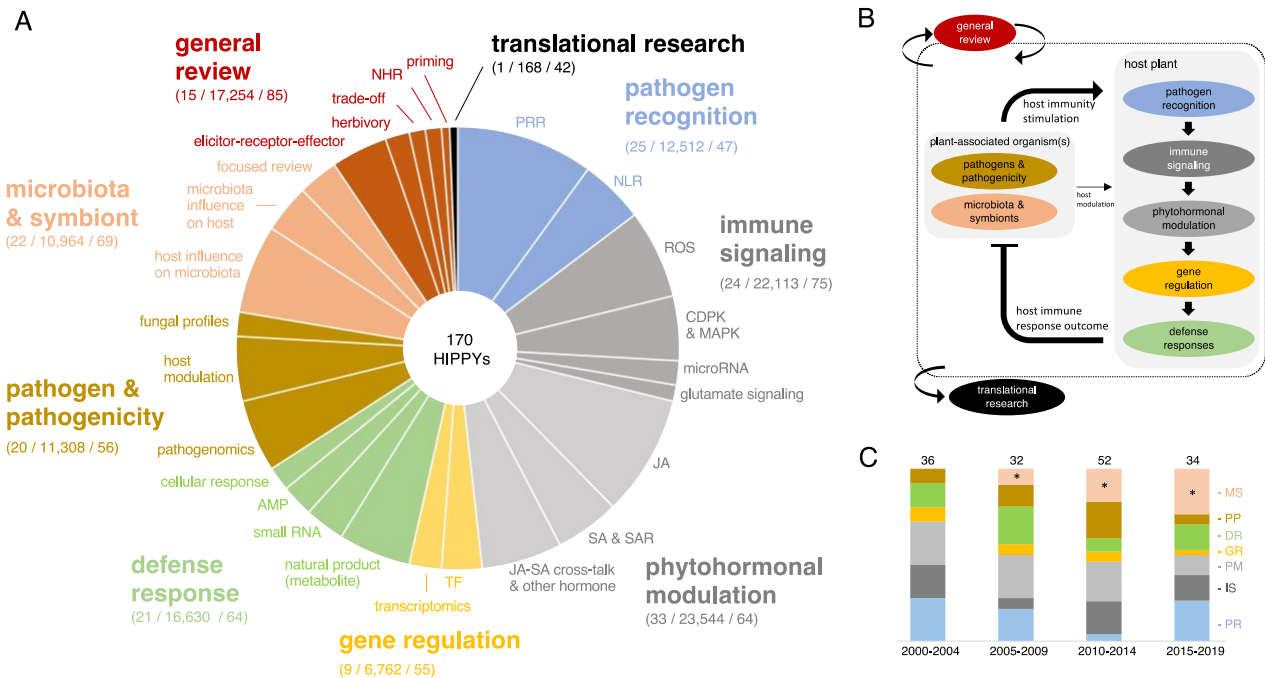 A
general
review
(15 / 17,254 / 85)
translational research
(1 / 168 / 42)
priming
NHR
trade-off
herbivory
elicitor-receptor-effector
pathogen
recognition
(25 / 12,512 / 47)
PRR
NLR
focused review
microbiota
influence
on host
host influence
on microbiota
microbiota
& symbiont
(22 / 10,964 / 69)
immune
signaling
(24 / 22,113 / 75)
ROS
CDPK
& MAPK
microRNA
glutamate signaling
170
HIPPYs
fungal profiles
host
modulation
pathogenomics
pathogen &
pathogenicity
(20 / 11,308 / 56)
JA
SA & SAR
JA-SA cross-talk
& other hormone
phytohormonal
modulation
(33 / 23,544 / 64)
cellular response
AMP
small RNA
natural product
(metabolite)
defense
response
(21 / 16,630 / 64)
TF
transcriptomics
gene regulation
(9 / 6,762 / 55)
B
general
review
host plant
pathogen
recognition
host immunity
stimulation
plant-associated organism(s)
pathogens &
pathogenicity
microbiota &
symbionts
immune
signaling
host
modulation
phytohormonal
modulation
gene
regulation
host immune
response outcome
defense
responses
translational
research
C
36 32 52 34
* * *
- MS
- PP
- DR
- GR
- PM
- IS
- PR
2000-2004 2005-2009 2010-2014 2015-2019